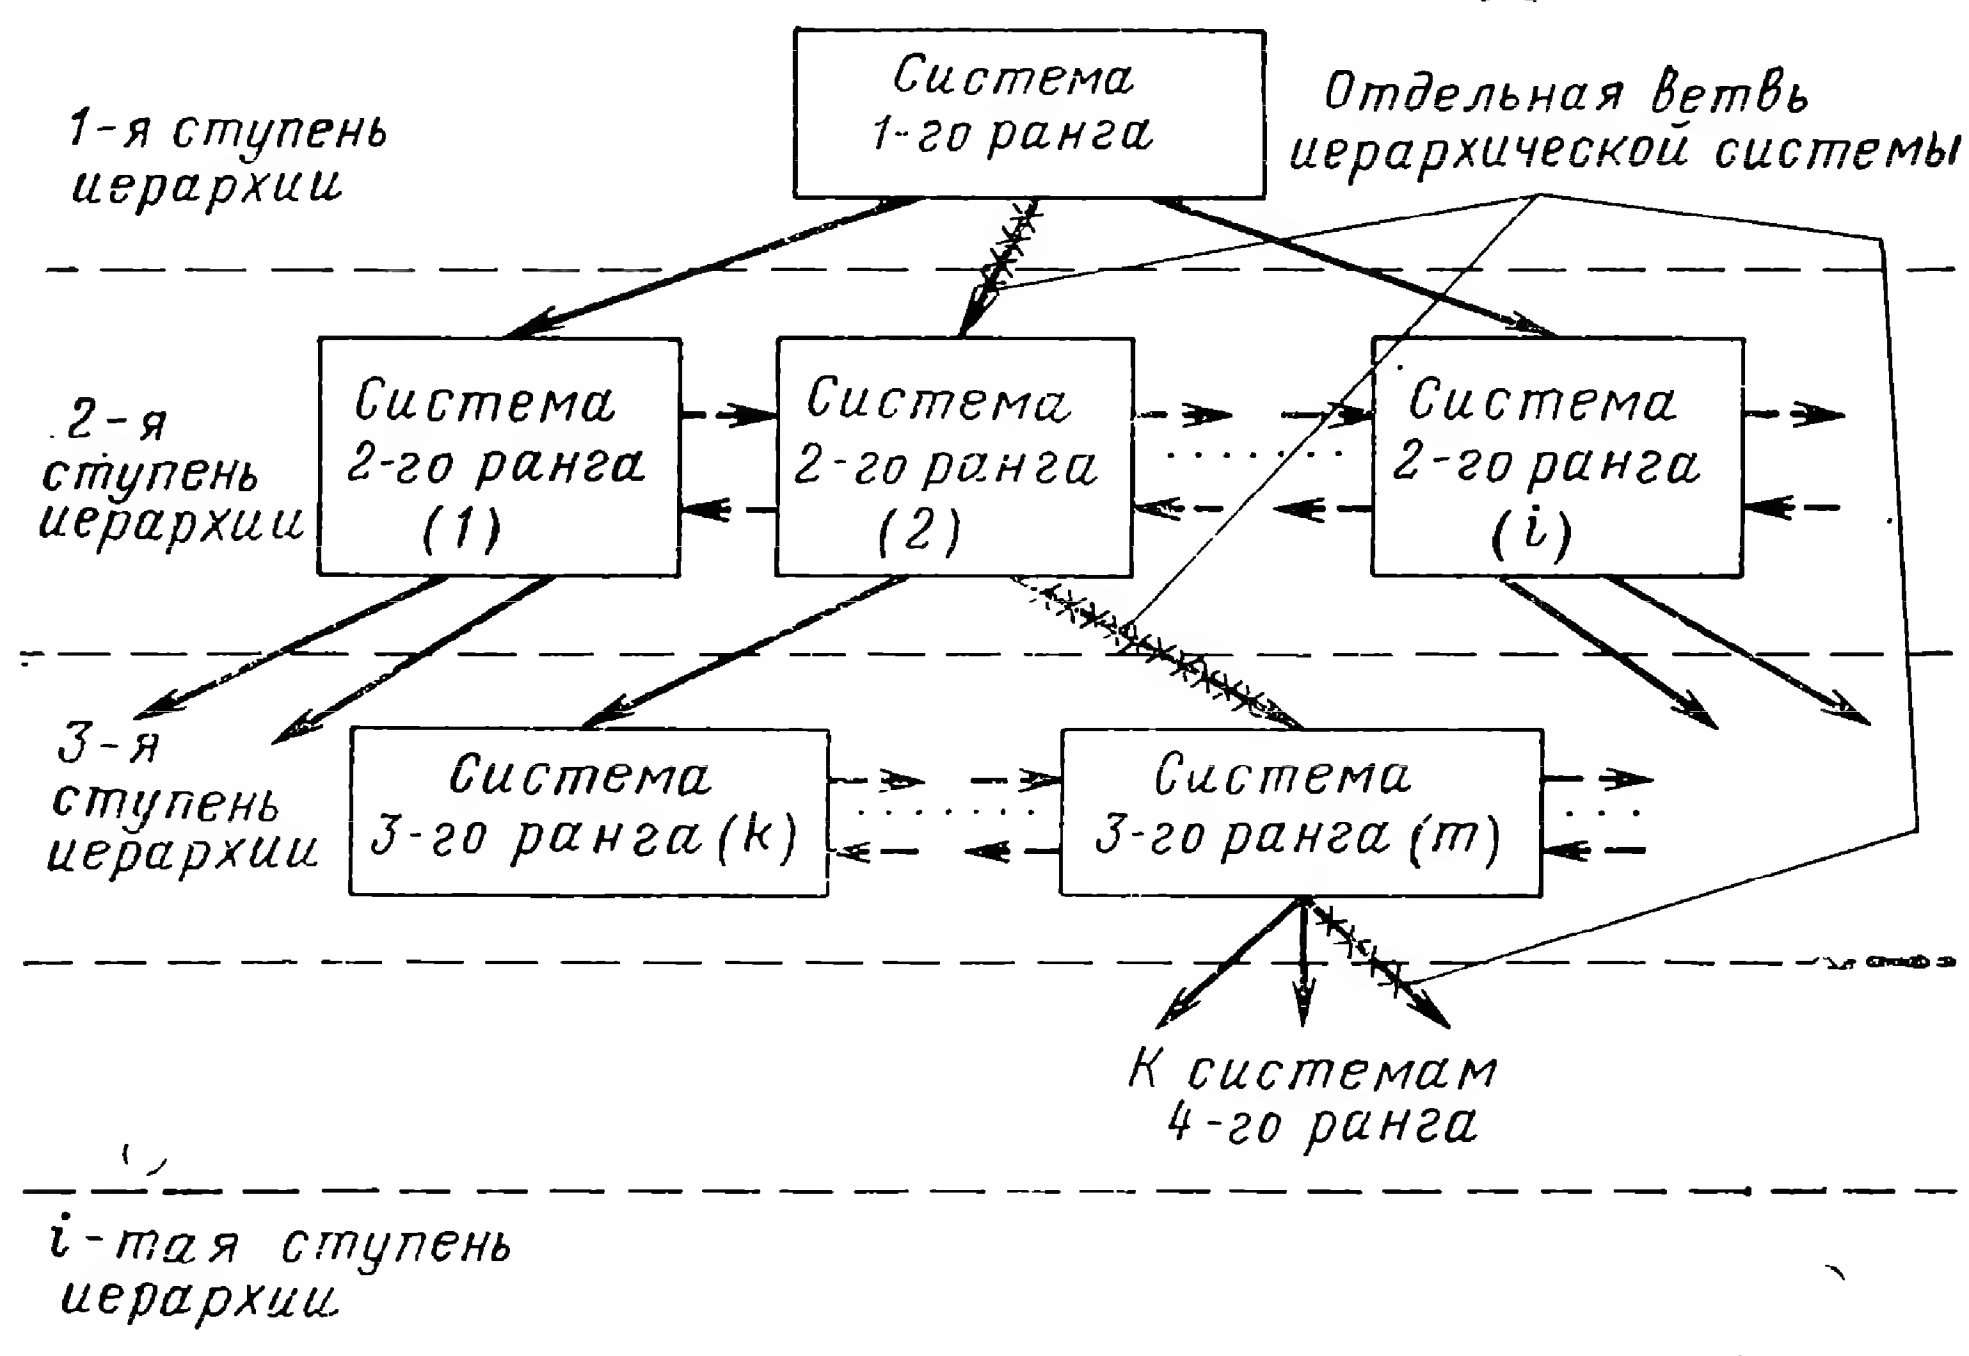 Система
1-го ранга
Отдельная ветвь
иерархической системы
1-я ступень
иерархии
2-я
ступень
иерархии
Система
2-го ранга
(1)
Система
2-го ранга
(2)
Система
2-го ранга
(i)
3-я
ступень
иерархии
Система
3-го ранга (k)
Система
3-го ранга (m)
К системам
4-го ранга
i-тая ступень
иерархии